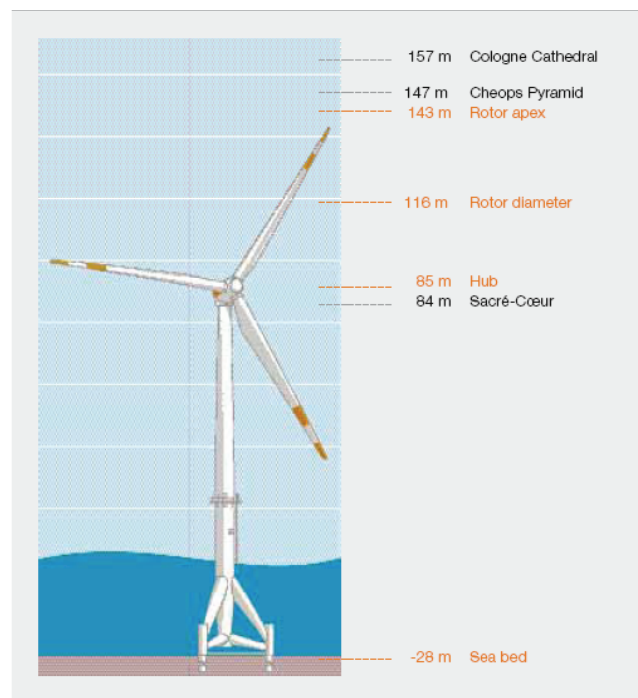 157 m Cologne Cathedral
147 m Cheops Pyramid
143 m Rotor apex
116 m Rotor diameter
85 m Hub
84 m Sacré-Cœur
-28 m Sea bed